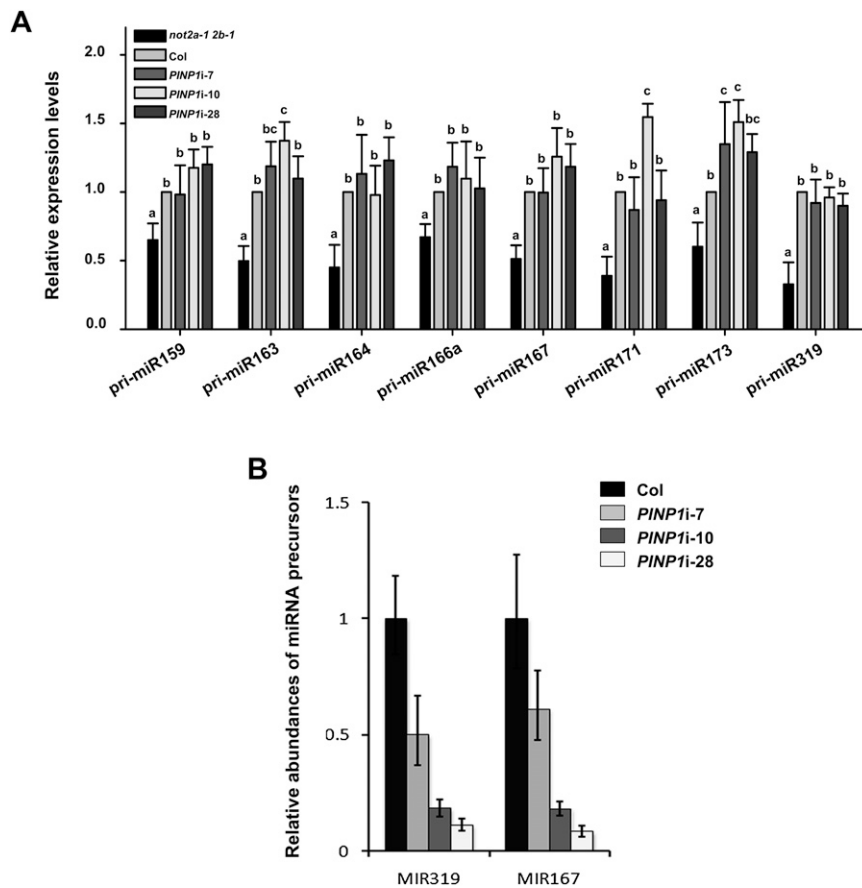 A
not2a-1 2b-1
Col
PINP1i-7
PINP1i-10
PINP1i-28
Relative expression levels
2.0
1.5
1.0
0.5
0.0
a b b b b
a b bc c b
a b b b b
a b b b b
a b b b b
a b b c b
a b c c bc
a b b b b
pri-miR159
pri-miR163
pri-miR164
pri-miR166a
pri-miR167
pri-miR171
pri-miR173
pri-miR319
B
Col
PINP1i-7
PINP1i-10
PINP1i-28
Relative abundances of miRNA precursors
1.5
1
0.5
0
MIR319
MIR167